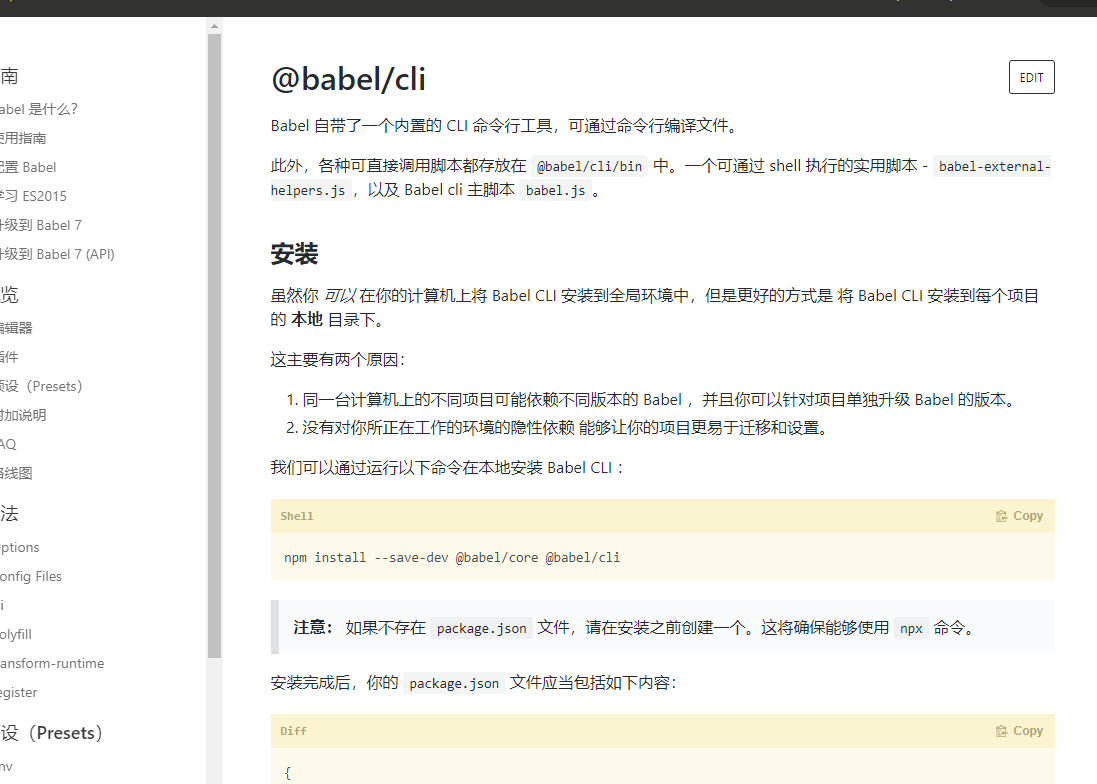 南
abel 是什么？
使用指南
配置 Babel
学习 ES2015
升级到 Babel 7
升级到 Babel 7 (API)
览
编辑器
插件
预设（Presets）
附加说明
FAQ
路线图
法
Options
Config Files
i
olyfill
ransform-runtime
egister
设（Presets）
nv
@babel/cli
EDIT
Babel 自带了一个内置的 CLI 命令行工具，可通过命令行编译文件。
此外，各种可直接调用脚本都存放在 @babel/cli/bin 中。一个可通过 shell 执行的实用脚本 - babel-external-
helpers.js ，以及 Babel cli 主脚本 babel.js 。
安装
虽然你 可以 在你的计算机上将 Babel CLI 安装到全局环境中，但是更好的方式是 将 Babel CLI 安装到每个项目
的 本地 目录下。
这主要有两个原因：
1. 同一台计算机上的不同项目可能依赖不同版本的 Babel ，并且你可以针对项目单独升级 Babel 的版本。
2. 没有对你所正在工作的环境的隐性依赖 能够让你的项目更易于迁移和设置。
我们可以通过运行以下命令在本地安装 Babel CLI ：
Shell
Copy
npm install --save-dev @babel/core @babel/cli
注意： 如果不存在 package.json 文件，请在安装之前创建一个。这将确保能够使用 npx 命令。
安装完成后，你的 package.json 文件应当包括如下内容：
Diff
Copy
{